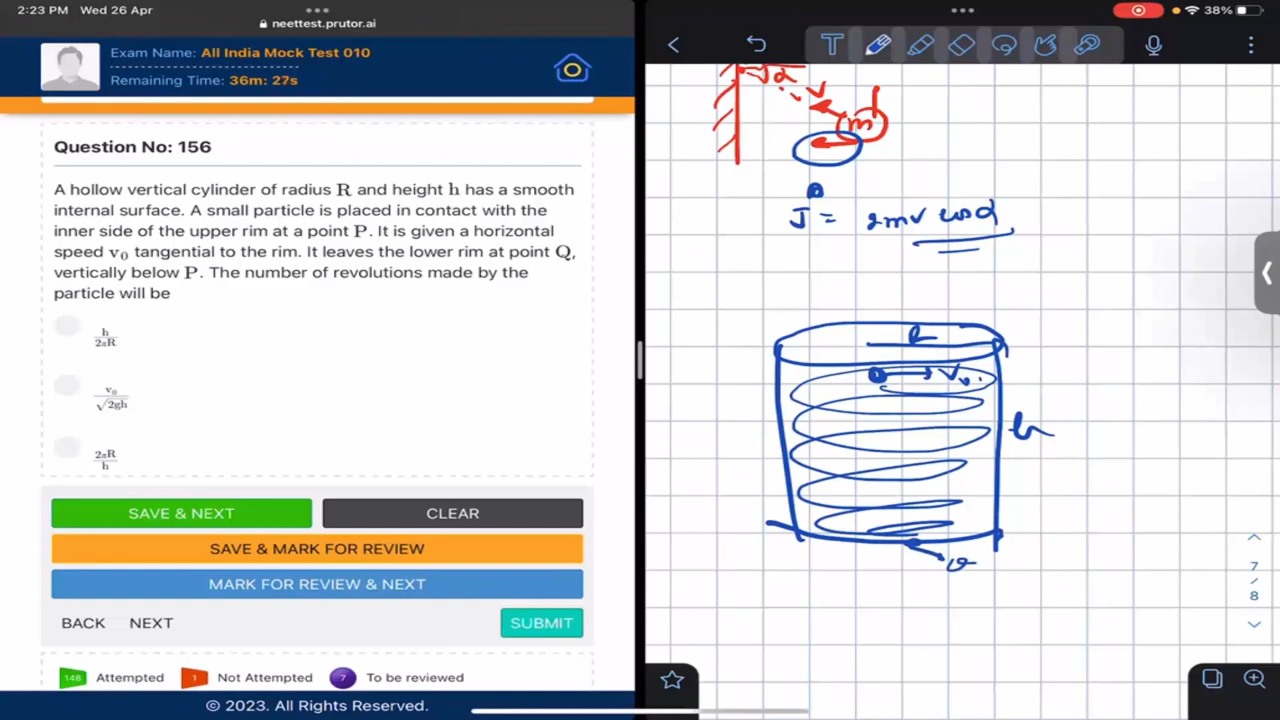 2:23 PM Wed 26 Apr
neettest.prutor.ai
38%
Exam Name: All India Mock Test 010
Remaining Time: 36m: 27s
Question No: 156
A hollow vertical cylinder of radius R and height h has a smooth
internal surface. A small particle is placed in contact with the
inner side of the upper rim at a point P. It is given a horizontal
speed v₀ tangential to the rim. It leaves the lower rim at point Q,
vertically below P. The number of revolutions made by the
particle will be
h
2πR
v₀
√2gh
2πR
h
SAVE & NEXT
CLEAR
SAVE & MARK FOR REVIEW
MARK FOR REVIEW & NEXT
BACK
NEXT
SUBMIT
148 Attempted
1 Not Attempted
7 To be reviewed
© 2023. All Rights Reserved.
T
α
v
m
J = 2mv cosα
R
V₀.
h
7
/
8